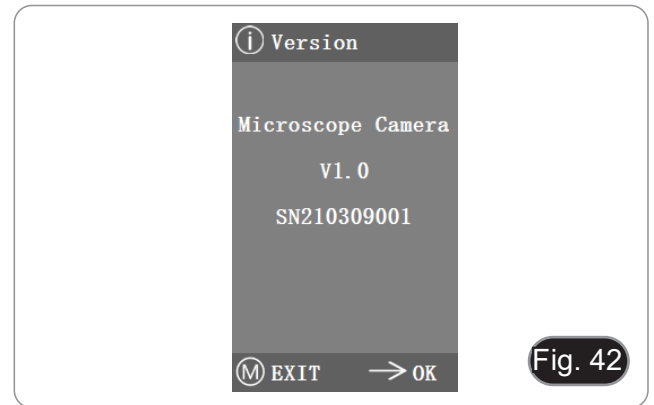 i Version
Microscope Camera
V1.0
SN210309001
M EXIT → OK
Fig. 42